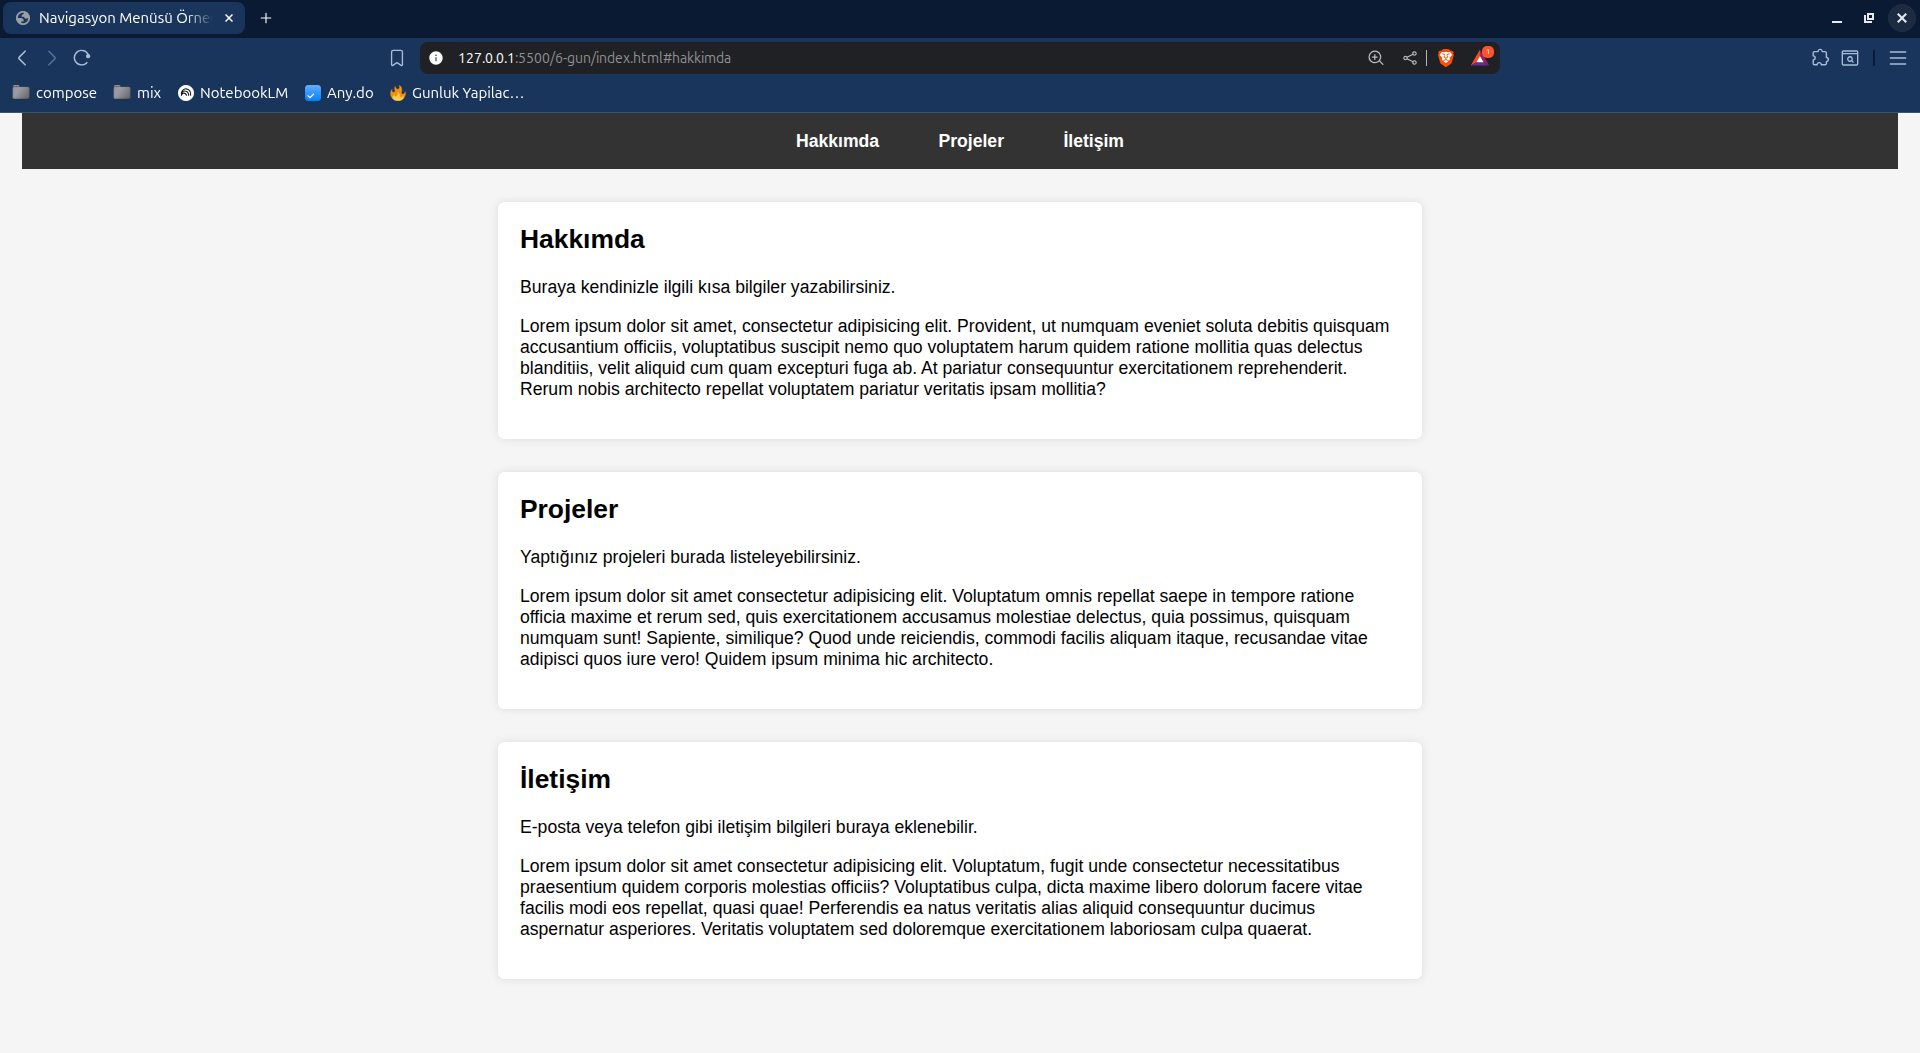 Navigasyon Menüsü Örne
127.0.0.1:5500/6-gun/index.html#hakkimda
1
compose mix NotebookLM Any.do Gunluk Yapilac...
Hakkımda Projeler İletişim
Hakkımda
Buraya kendinizle ilgili kısa bilgiler yazabilirsiniz.
Lorem ipsum dolor sit amet, consectetur adipisicing elit. Provident, ut numquam eveniet soluta debitis quisquam
accusantium officiis, voluptatibus suscipit nemo quo voluptatem harum quidem ratione mollitia quas delectus
blanditiis, velit aliquid cum quam excepturi fuga ab. At pariatur consequuntur exercitationem reprehenderit.
Rerum nobis architecto repellat voluptatem pariatur veritatis ipsam mollitia?
Projeler
Yaptığınız projeleri burada listeleyebilirsiniz.
Lorem ipsum dolor sit amet consectetur adipisicing elit. Voluptatum omnis repellat saepe in tempore ratione
officia maxime et rerum sed, quis exercitationem accusamus molestiae delectus, quia possimus, quisquam
numquam sunt! Sapiente, similique? Quod unde reiciendis, commodi facilis aliquam itaque, recusandae vitae
adipisci quos iure vero! Quidem ipsum minima hic architecto.
İletişim
E-posta veya telefon gibi iletişim bilgileri buraya eklenebilir.
Lorem ipsum dolor sit amet consectetur adipisicing elit. Voluptatum, fugit unde consectetur necessitatibus
praesentium quidem corporis molestias officiis? Voluptatibus culpa, dicta maxime libero dolorum facere vitae
facilis modi eos repellat, quasi quae! Perferendis ea natus veritatis alias aliquid consequuntur ducimus
aspernatur asperiores. Veritatis voluptatem sed doloremque exercitationem laboriosam culpa quaerat.